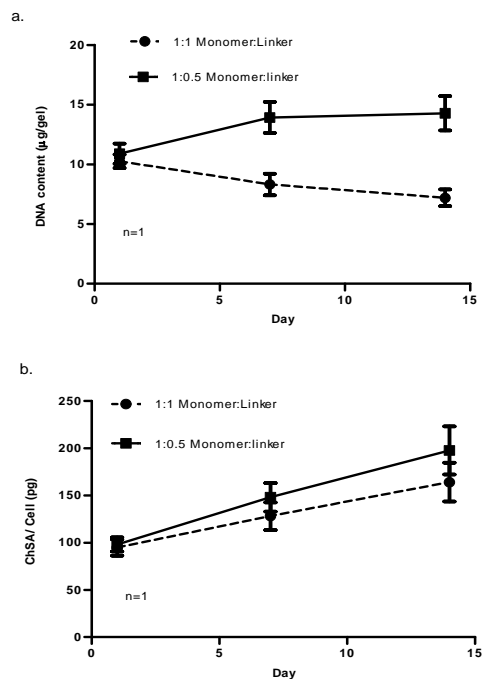 a.
1:1 Monomer:Linker
1:0.5 Monomer:linker
20
15
10
5
0
DNA content (µg/gel)
n=1
0 5 10 15
Day
b.
1:1 Monomer:Linker
1:0.5 Monomer:linker
250
200
150
100
50
0
ChSA/ Cell (pg)
n=1
0 5 10 15
Day